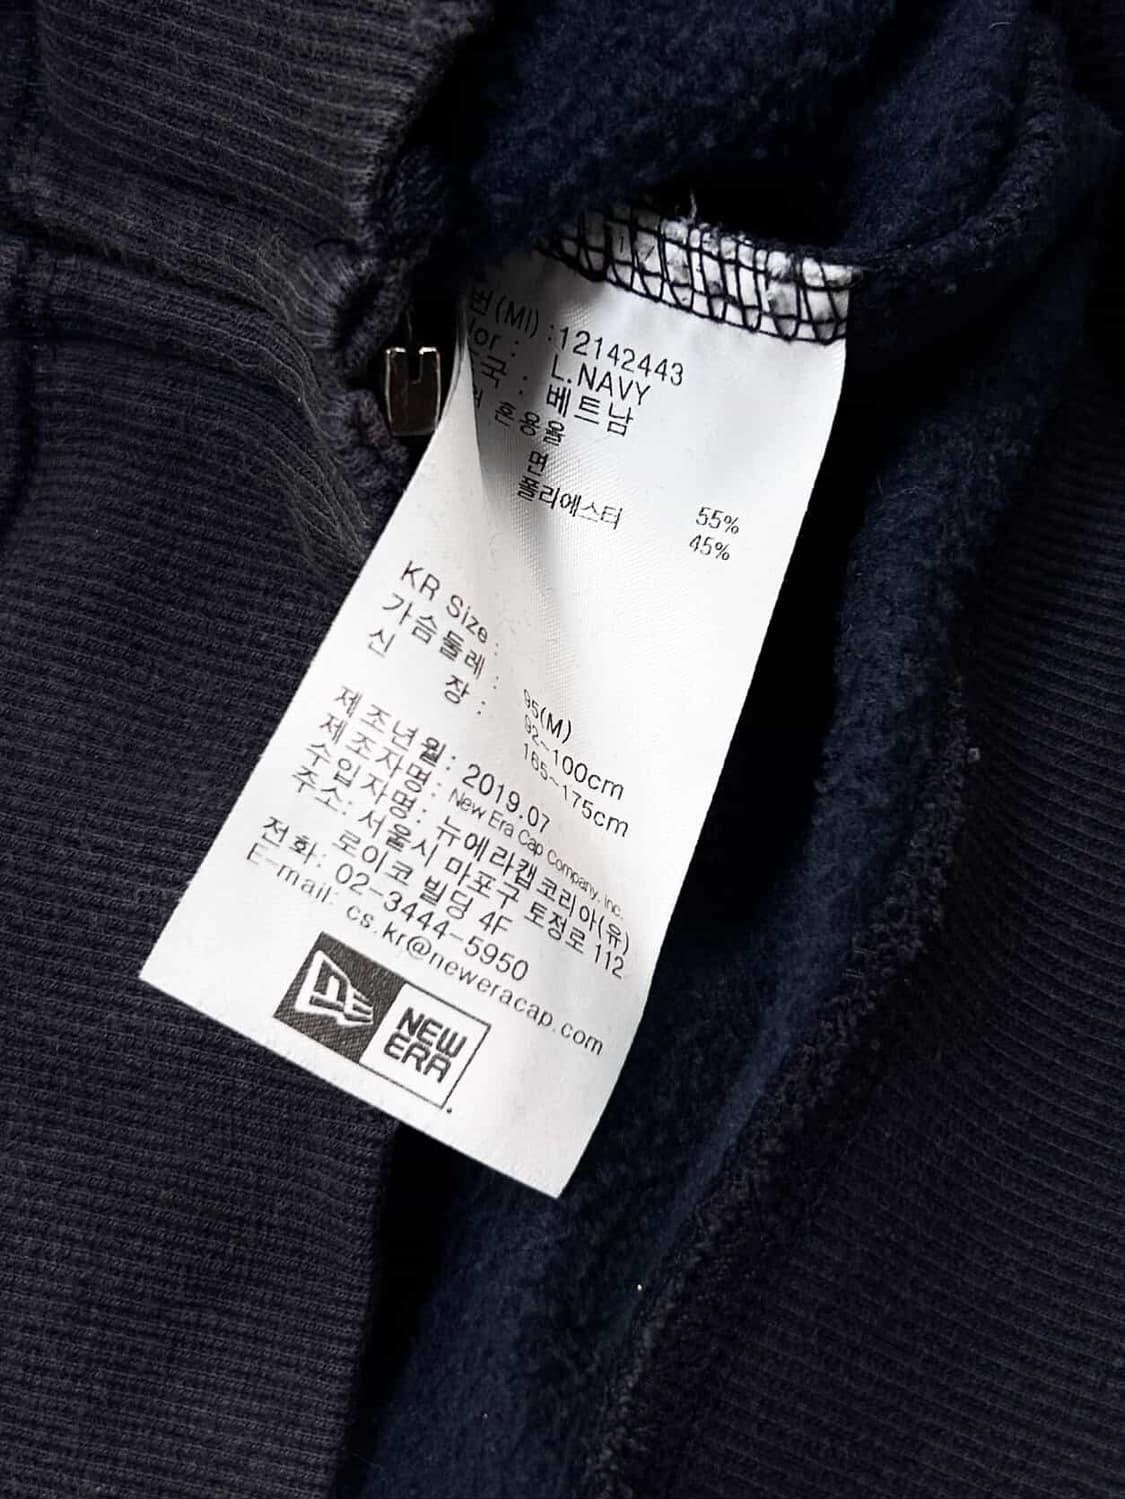 번(MI) : 12142443
or : L.NAVY
국 : 베트남
혼용율
면 55%
폴리에스터 45%
KR Size : 95(M)
가슴둘레 : 92~100cm
신 장 : 165~175cm
제조년월 : 2019.07
제조자명 : New Era Cap Company, Inc.
수입자명 : 뉴에라캡코리아(유)
주소: 서울시 마포구 토정로 112
로이코 빌딩 4F
전화: 02-3444-5950
E-mail: cs.kr@neweracap.com
NEW
ERA